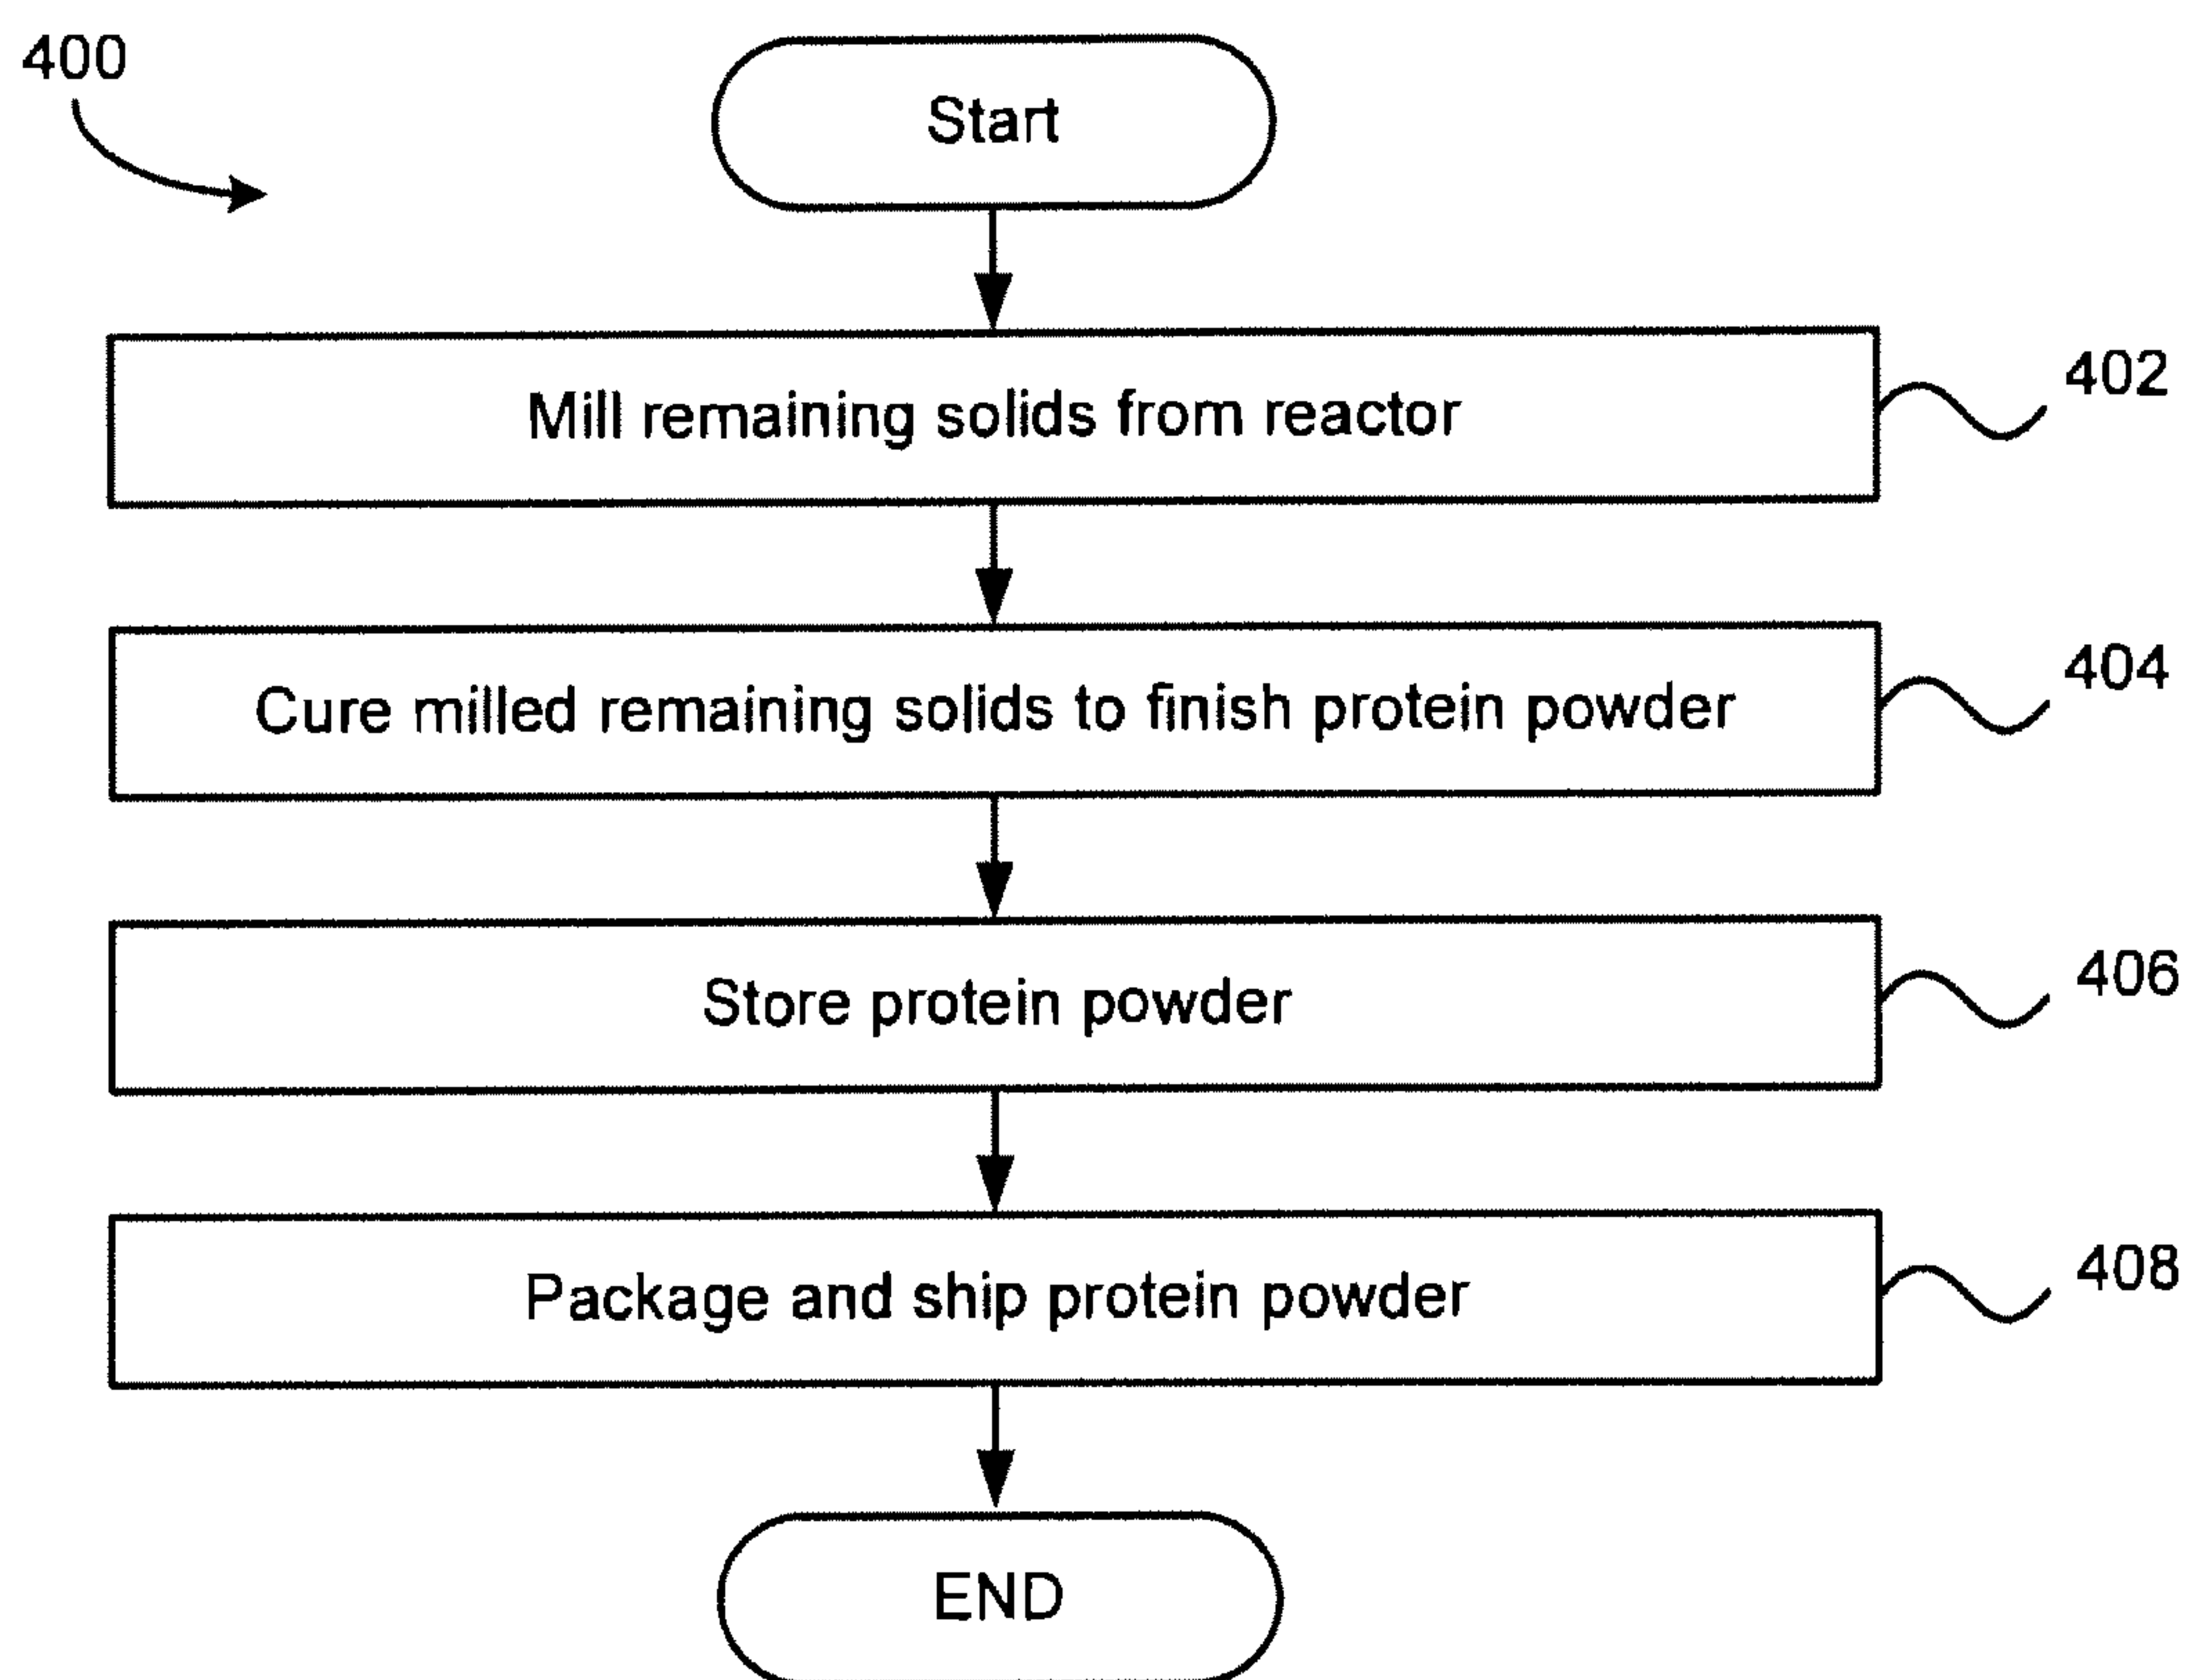 400
Start
Mill remaining solids from reactor
402
Cure milled remaining solids to finish protein powder
404
Store protein powder
406
Package and ship protein powder
408
END